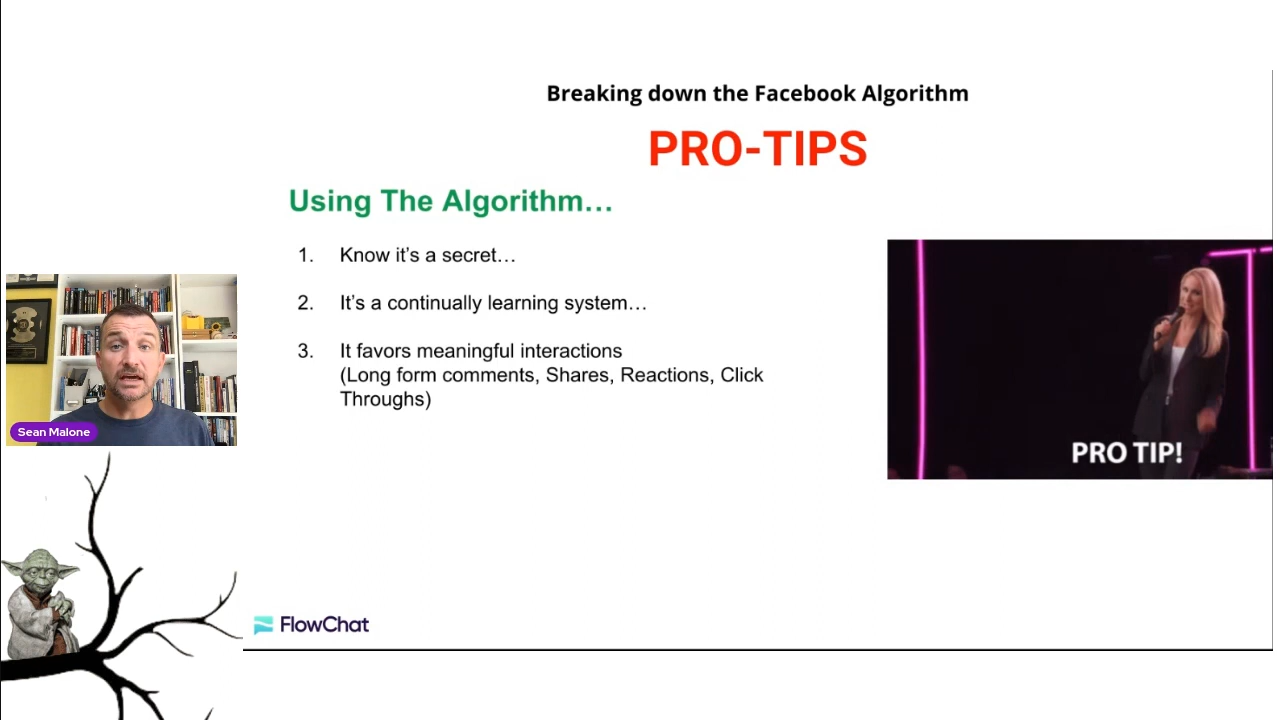 Breaking down the Facebook Algorithm
PRO-TIPS
Using The Algorithm…
1. Know it’s a secret…
2. It’s a continually learning system…
3. It favors meaningful interactions
(Long form comments, Shares, Reactions, Click
Throughs)
PRO TIP!
Sean Malone
FlowChat